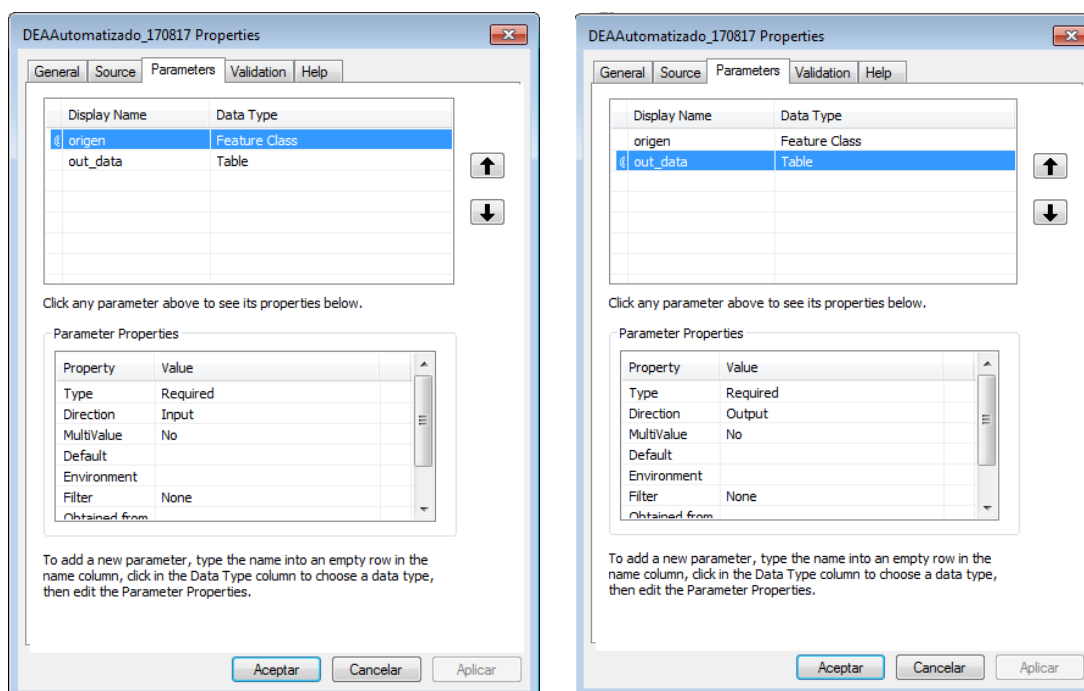 DEAAutomatizado_170817 Properties
General Source Parameters Validation Help
Display Name Data Type
origen Feature Class
out_data Table
Click any parameter above to see its properties below.
Parameter Properties
Property Value
Type Required
Direction Input
MultiValue No
Default
Environment
Filter None
Obtained from
To add a new parameter, type the name into an empty row in the
name column, click in the Data Type column to choose a data type,
then edit the Parameter Properties.
Aceptar Cancelar Aplicar
DEAAutomatizado_170817 Properties
General Source Parameters Validation Help
Display Name Data Type
origen Feature Class
out_data Table
Click any parameter above to see its properties below.
Parameter Properties
Property Value
Type Required
Direction Output
MultiValue No
Default
Environment
Filter None
Obtained from
To add a new parameter, type the name into an empty row in the
name column, click in the Data Type column to choose a data type,
then edit the Parameter Properties.
Aceptar Cancelar Aplicar